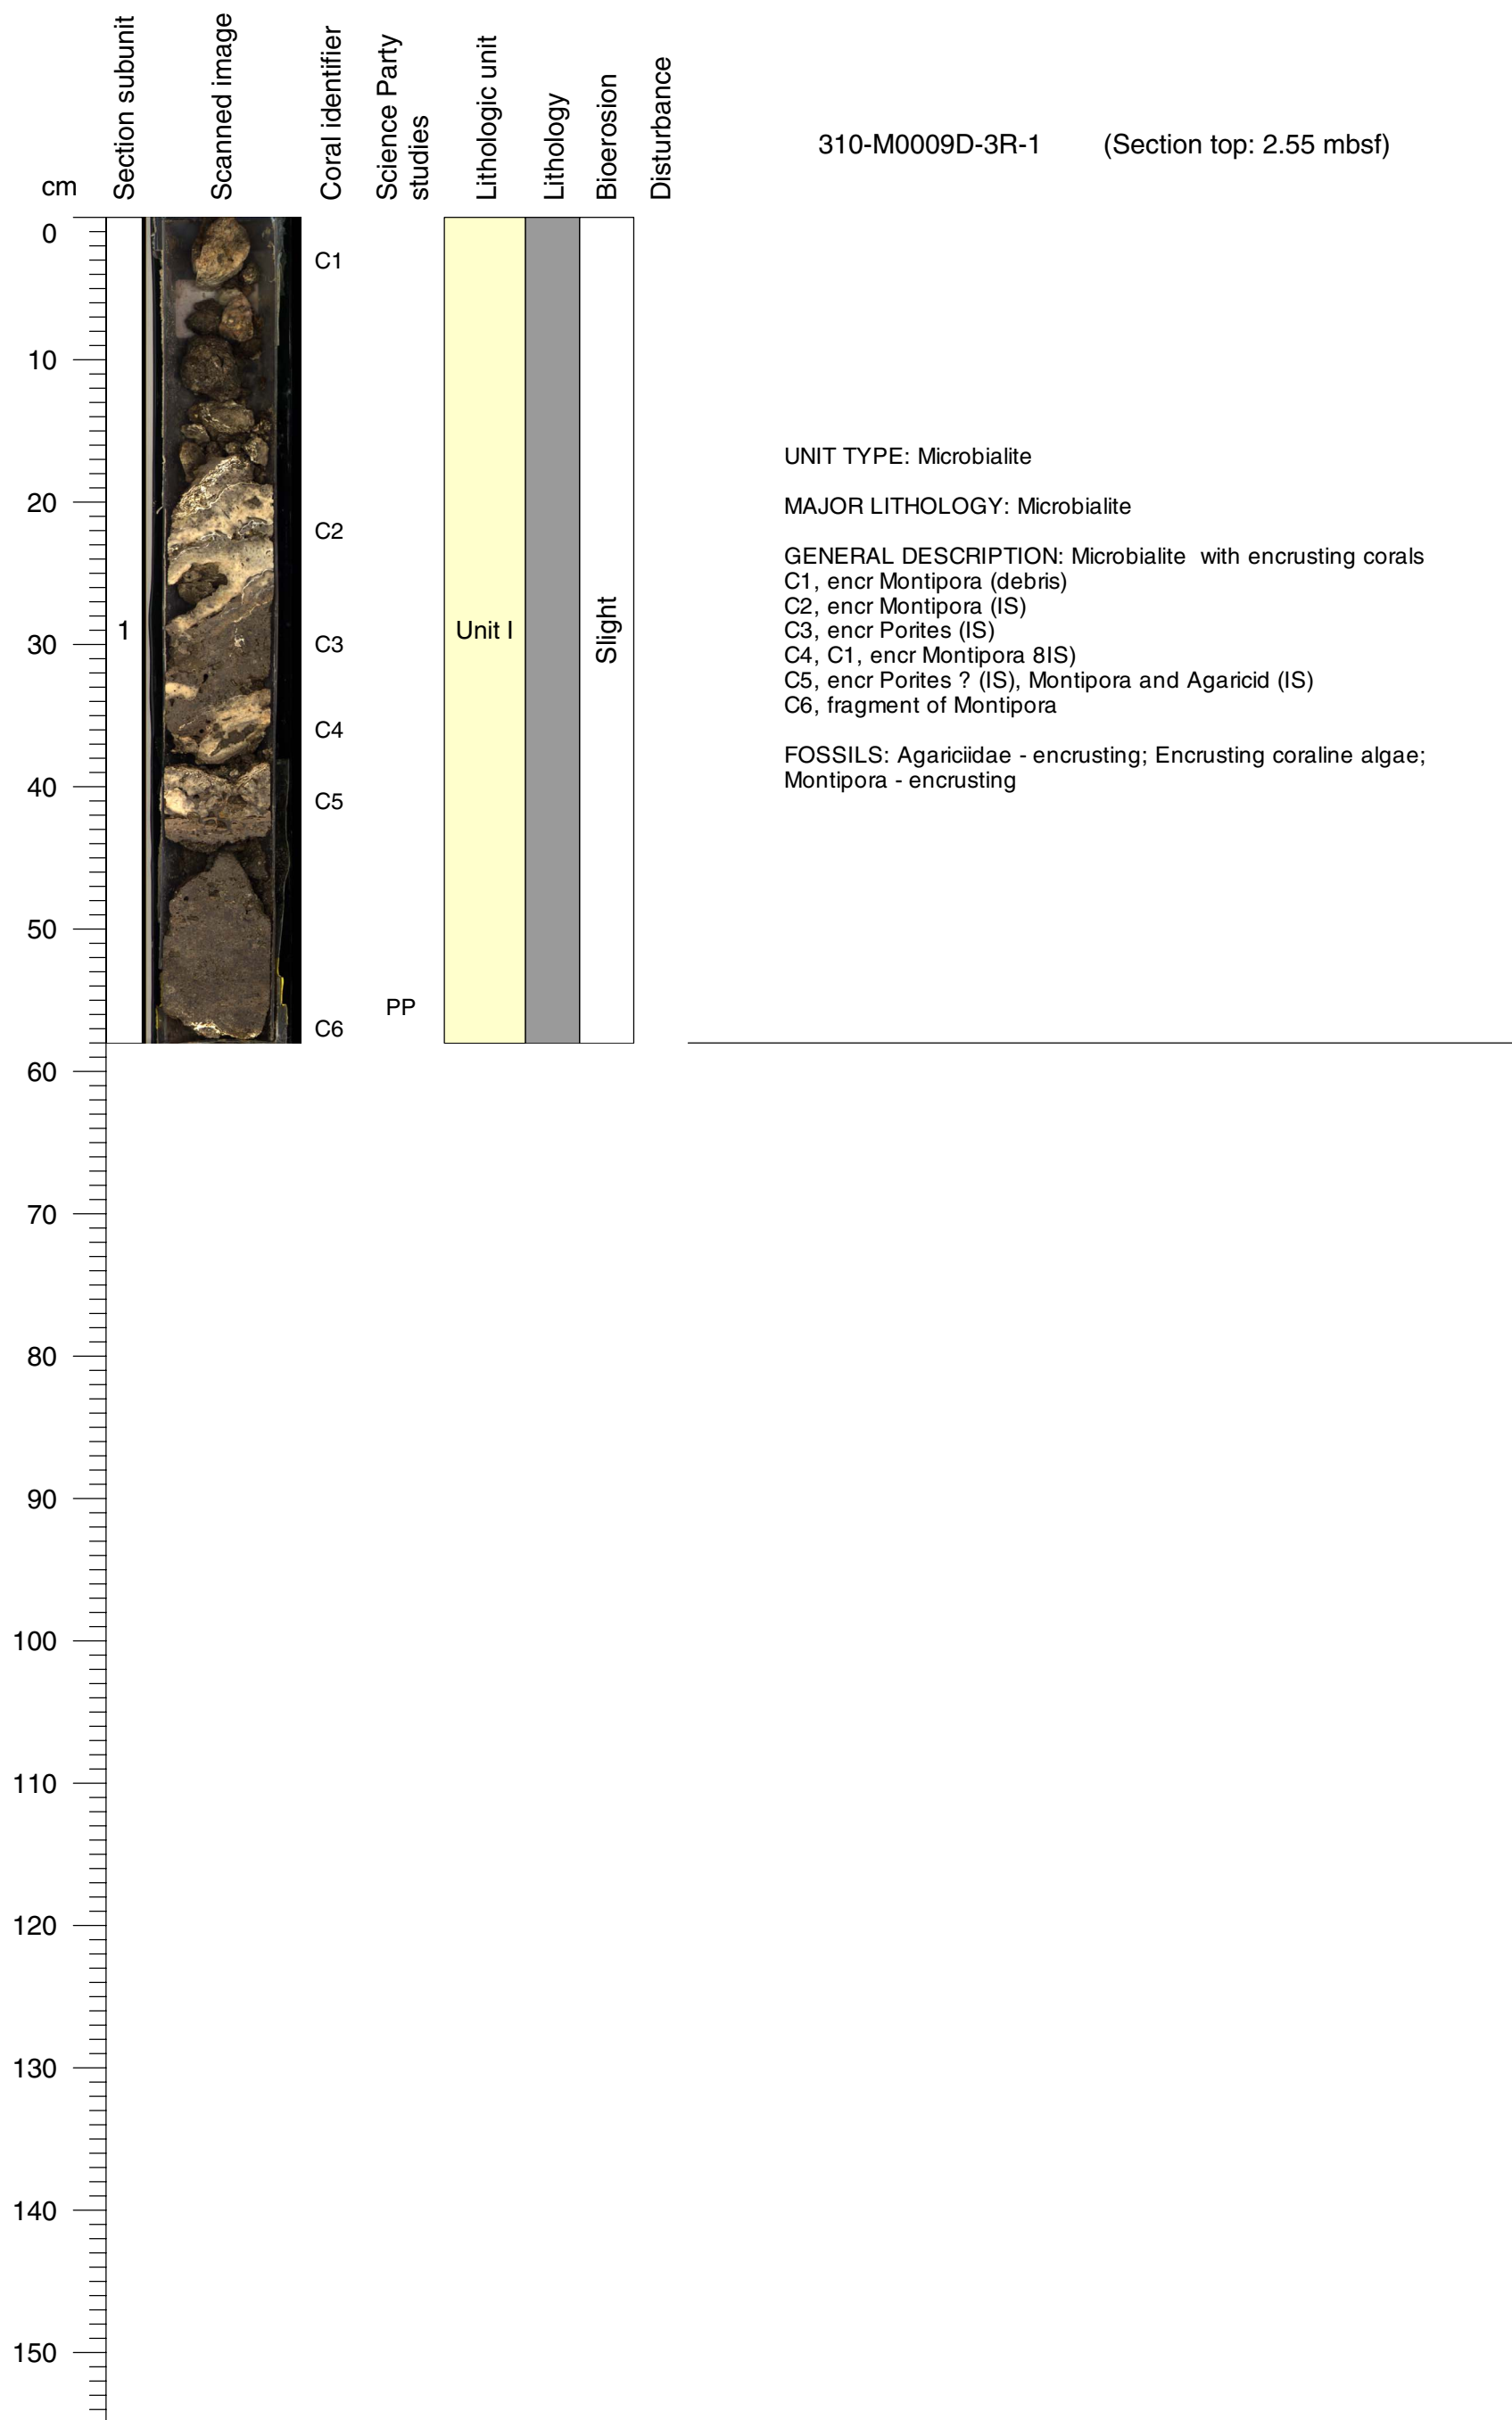 cm
Section subunit
Scanned image
Coral identifier
Science Party
studies
Lithologic unit
Lithology
Bioerosion
Disturbance
310-M0009D-3R-1 (Section top: 2.55 mbsf)
0
C1
10
20
C2
1
30
C3
Unit I
Slight
C4
40
C5
50
PP
C6
UNIT TYPE: Microbialite
MAJOR LITHOLOGY: Microbialite
GENERAL DESCRIPTION: Microbialite with encrusting corals
C1, encr Montipora (debris)
C2, encr Montipora (IS)
C3, encr Porites (IS)
C4, C1, encr Montipora 8IS)
C5, encr Porites ? (IS), Montipora and Agaricid (IS)
C6, fragment of Montipora
FOSSILS: Agariciidae - encrusting; Encrusting coraline algae;
Montipora - encrusting
60
70
80
90
100
110
120
130
140
150